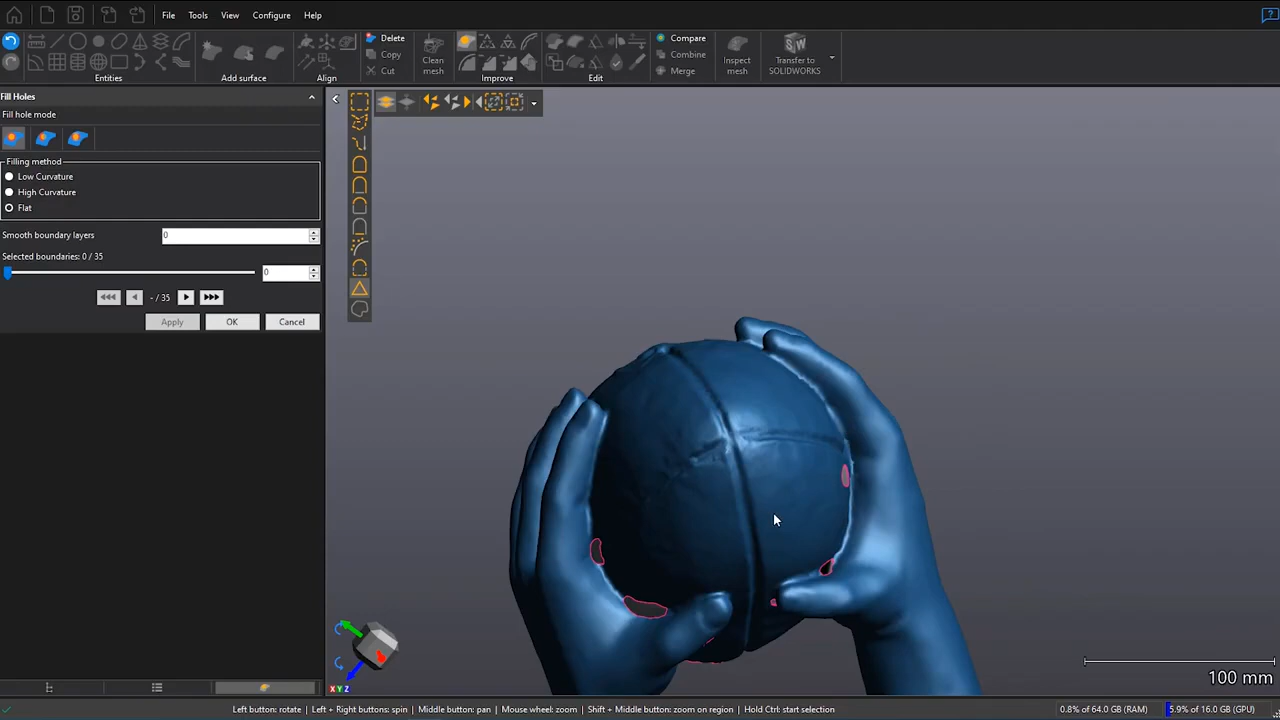 File Tools View Configure Help
Delete
Copy
Cut
Clean mesh
Compare
Combine
Merge
Inspect mesh
Transfer to SOLIDWORKS
Entities Add surface Align Improve Edit
Fill Holes
Fill hole mode
Filling method
Low Curvature
High Curvature
Flat
Smooth boundary layers 0
Selected boundaries: 0 / 35
0
- / 35
Apply OK Cancel
X Y Z
100 mm
Left button: rotate | Left + Right buttons: spin | Middle button: pan | Mouse wheel: zoom | Shift + Middle button: zoom on region | Hold Ctrl: start selection
0.8% of 64.0 GB (RAM) 5.9% of 16.0 GB (GPU)